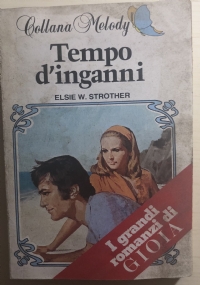 Collana Melody
Tempo
d'inganni
ELSIE W. STROTHER
I grandi
romanzi di
GIOIA